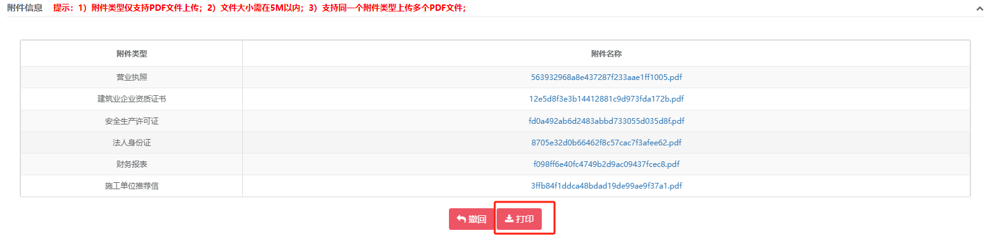 附件信息 提示：1）附件类型仅支持PDF文件上传；2）文件大小需在5M以内；3）支持同一个附件类型上传多个PDF文件；
附件类型 附件名称
营业执照 563932968a8e437287f233aae1ff1005.pdf
建筑业企业资质证书 12e5d8f3e3b14412881c9d973fda172b.pdf
安全生产许可证 fd0a492ab6d2483abbd733055d035d8f.pdf
法人身份证 8705e32d0b66462f8c57cac7f3afee62.pdf
财务报表 f098ff6e40fc4749b2d9ac09437fcec8.pdf
施工单位推荐信 3ffb84f1ddca48bdad19de99ae9f37a1.pdf
撤回 打印